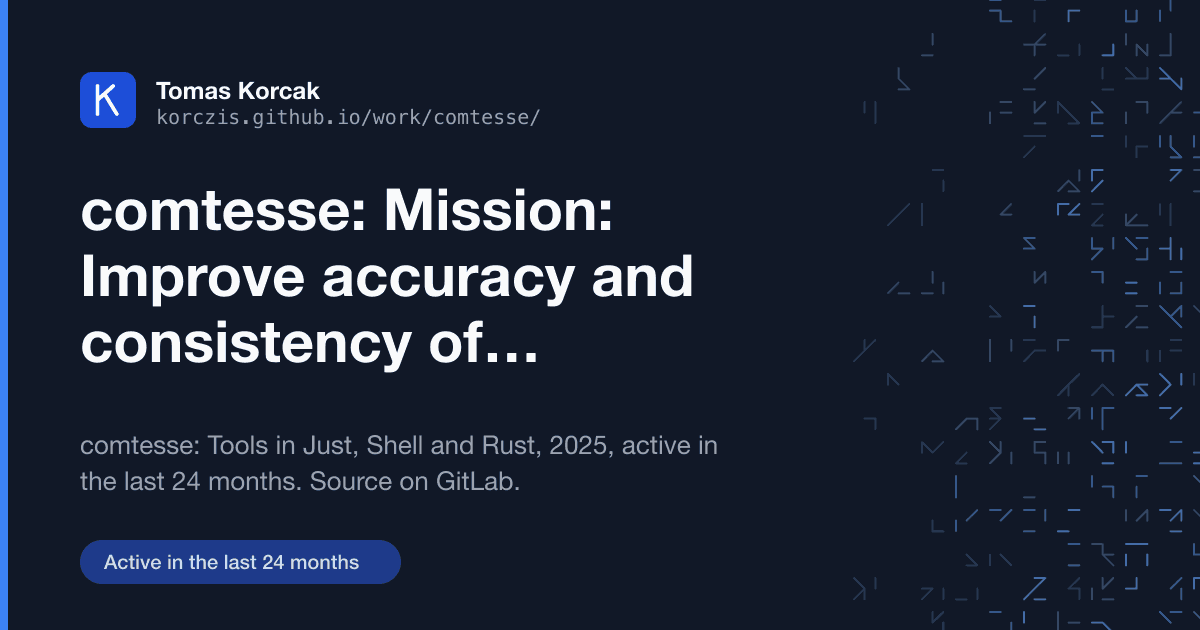 K
Tomas Korcak
korczis.github.io/work/comtesse/
comtesse: Mission:
Improve accuracy and
consistency of…
comtesse: Tools in Just, Shell and Rust, 2025, active in
the last 24 months. Source on GitLab.
Active in the last 24 months